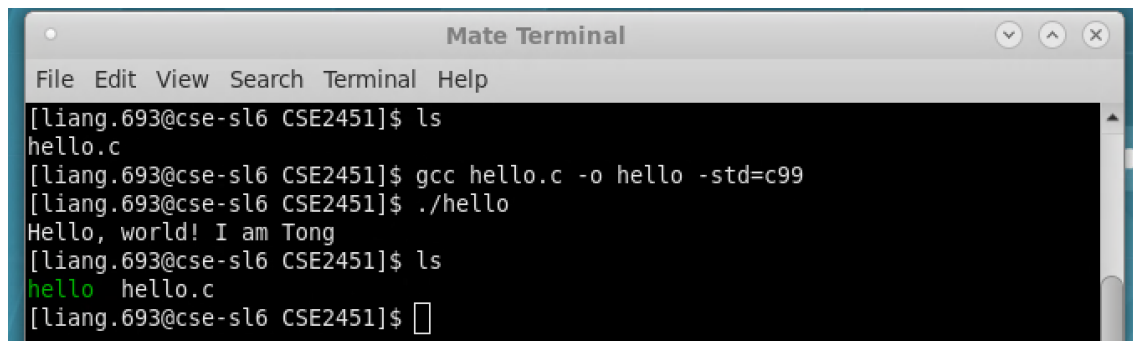 Mate Terminal
File Edit View Search Terminal Help
[liang.693@cse-sl6 CSE2451]$ ls
hello.c
[liang.693@cse-sl6 CSE2451]$ gcc hello.c -o hello -std=c99
[liang.693@cse-sl6 CSE2451]$ ./hello
Hello, world! I am Tong
[liang.693@cse-sl6 CSE2451]$ ls
hello  hello.c
[liang.693@cse-sl6 CSE2451]$